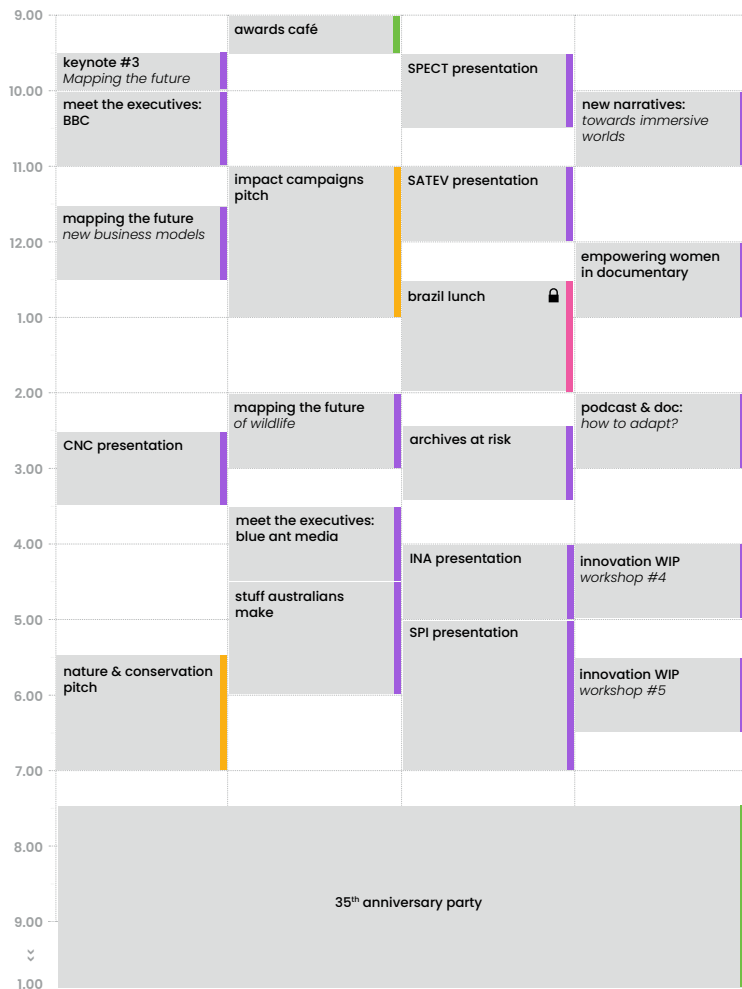 9.00
awards café
keynote #3
Mapping the future
SPECT presentation
10.00
meet the executives:
BBC
new narratives:
towards immersive
worlds
11.00
impact campaigns
pitch
SATEV presentation
mapping the future
new business models
12.00
empowering women
in documentary
brazil lunch
1.00
2.00
mapping the future
of wildlife
podcast & doc:
how to adapt?
CNC presentation
archives at risk
3.00
meet the executives:
blue ant media
4.00
INA presentation
innovation WIP
workshop #4
stuff australians
make
5.00
SPI presentation
nature & conservation
pitch
innovation WIP
workshop #5
6.00
7.00
8.00
35th anniversary party
9.00
1.00